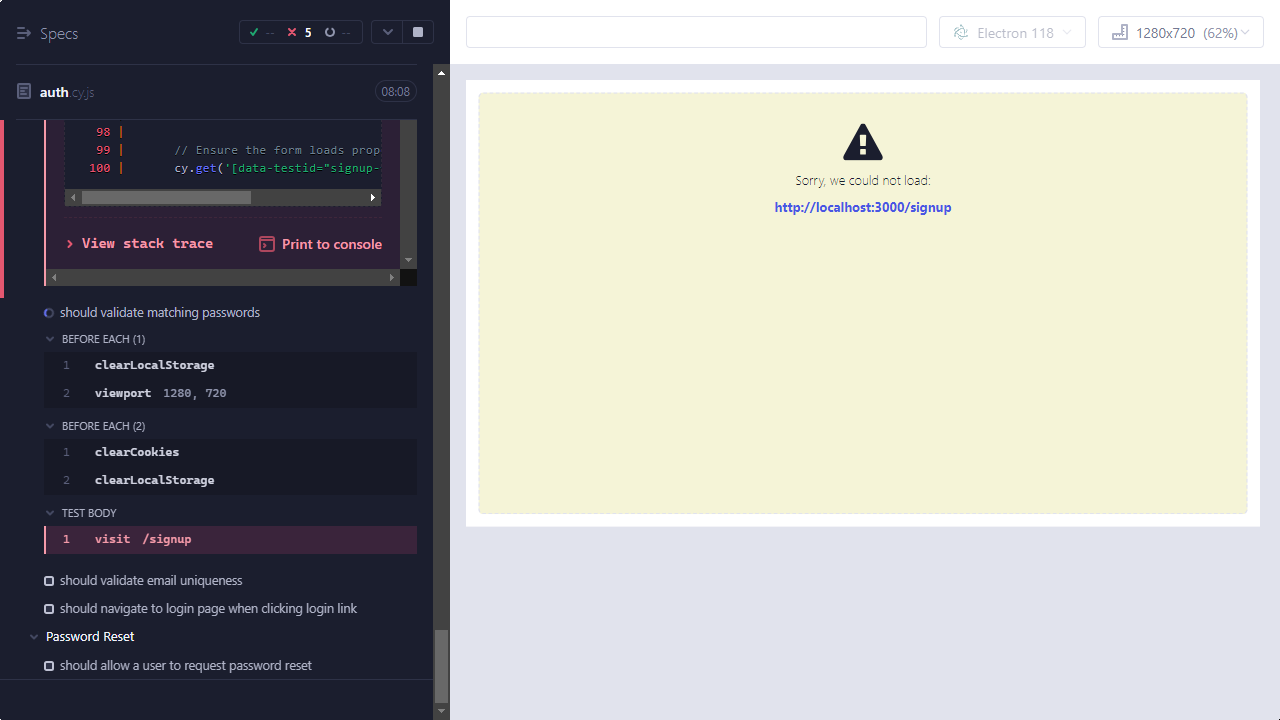 Specs
-- 5 --
auth.cy.js 08:08
98 |
99 | // Ensure the form loads prop
100 | cy.get('[data-testid="signup-
View stack trace Print to console
should validate matching passwords
BEFORE EACH (1)
1 clearLocalStorage
2 viewport 1280, 720
BEFORE EACH (2)
1 clearCookies
2 clearLocalStorage
TEST BODY
1 visit /signup
should validate email uniqueness
should navigate to login page when clicking login link
Password Reset
should allow a user to request password reset
Electron 118
1280x720 (62%)
Sorry, we could not load:
http://localhost:3000/signup